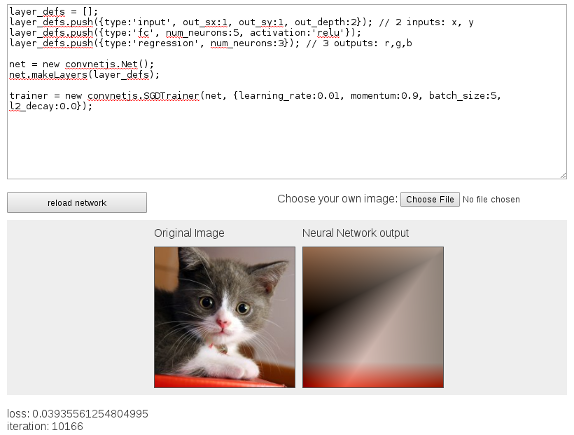 layer_defs = [];
layer_defs.push({type:'input', out_sx:1, out_sy:1, out_depth:2}); // 2 inputs: x, y
layer_defs.push({type:'fc', num_neurons:5, activation:'relu'});
layer_defs.push({type:'regression', num_neurons:3}); // 3 outputs: r,g,b
net = new convnetjs.Net();
net.makeLayers(layer_defs);
trainer = new convnetjs.SGDTrainer(net, {learning_rate:0.01, momentum:0.9, batch_size:5,
l2_decay:0.0});
reload network
Choose your own image: Choose File No file chosen
Original Image
Neural Network output
loss: 0.03935561254804995
iteration: 10166